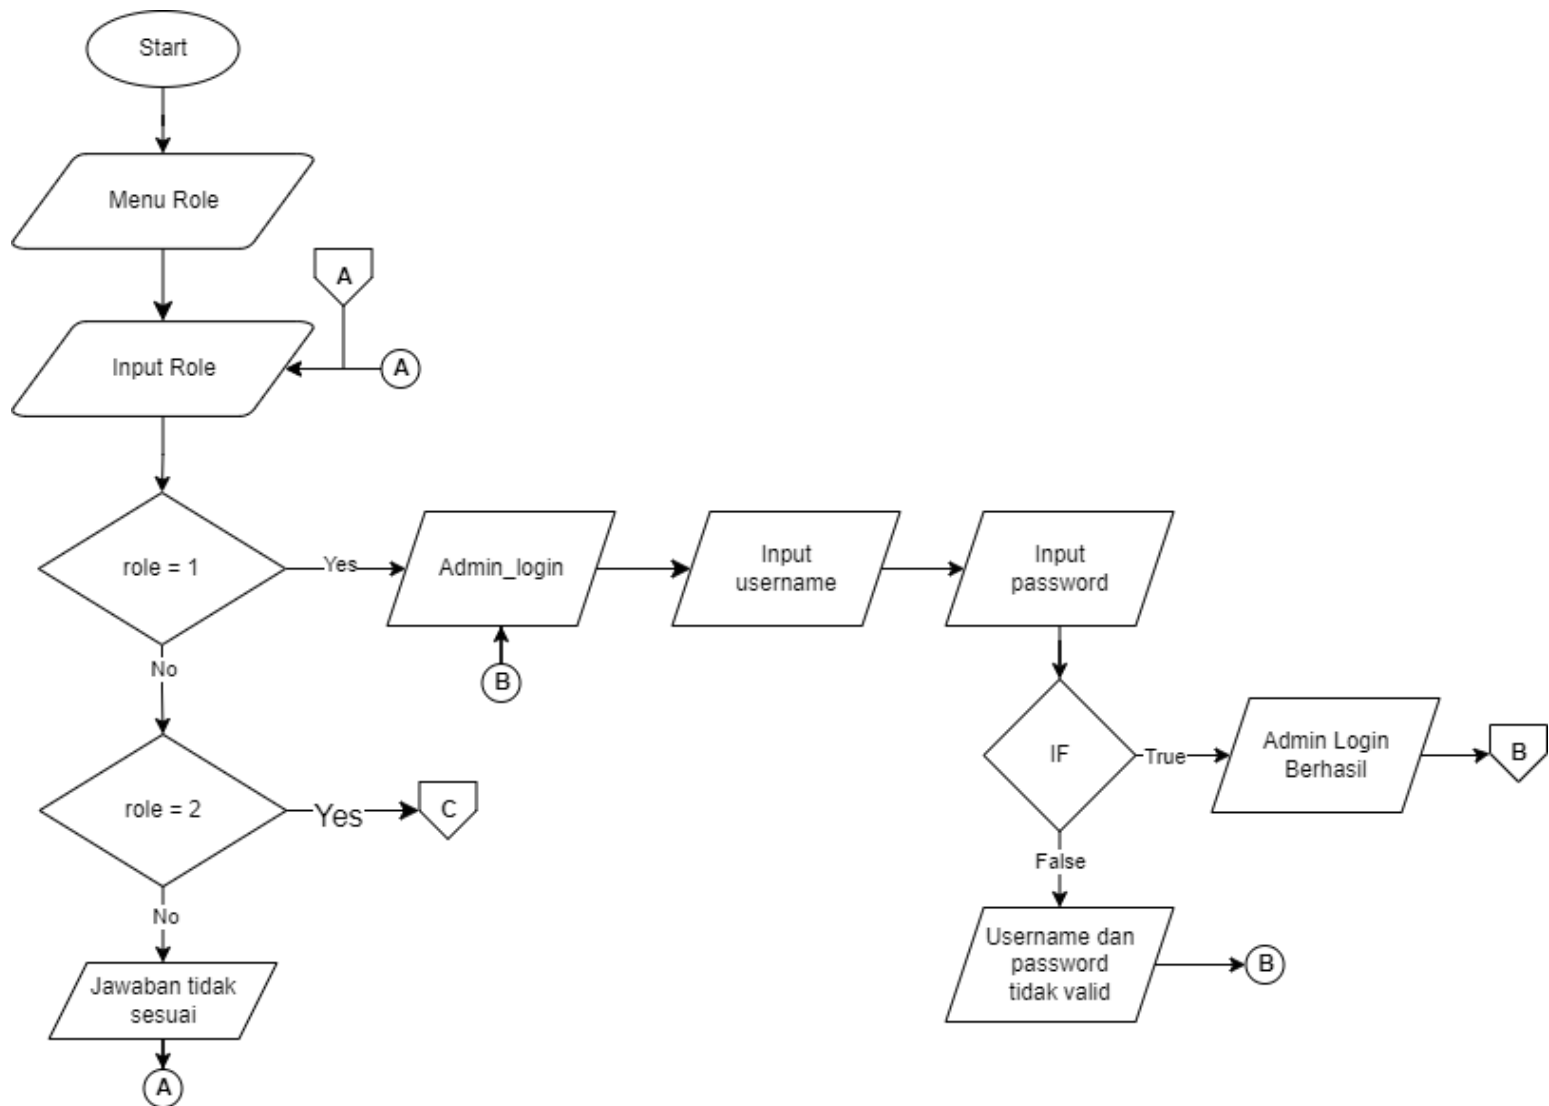 Start
Menu Role
A
Input Role
A
role = 1
Yes
Admin_login
Input
username
Input
password
No
B
role = 2
Yes
C
IF
True
Admin Login
Berhasil
B
False
No
Username dan
password
tidak valid
B
Jawaban tidak
sesuai
A